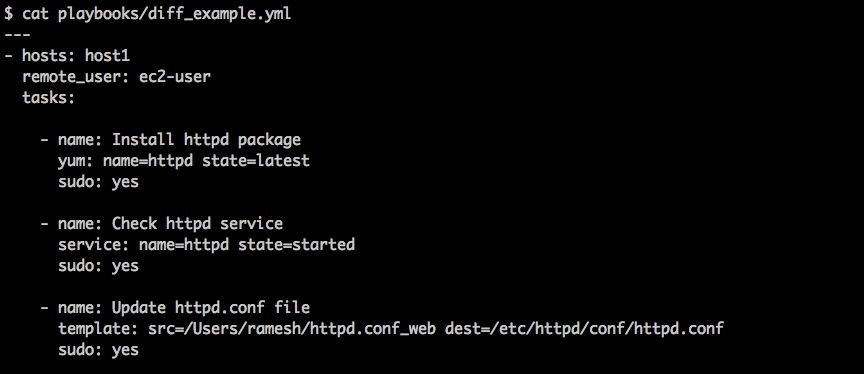 $ cat playbooks/diff_example.yml
---
- hosts: host1
  remote_user: ec2-user
  tasks:

    - name: Install httpd package
      yum: name=httpd state=latest
      sudo: yes

    - name: Check httpd service
      service: name=httpd state=started
      sudo: yes

    - name: Update httpd.conf file
      template: src=/Users/ramesh/httpd.conf_web dest=/etc/httpd/conf/httpd.conf
      sudo: yes